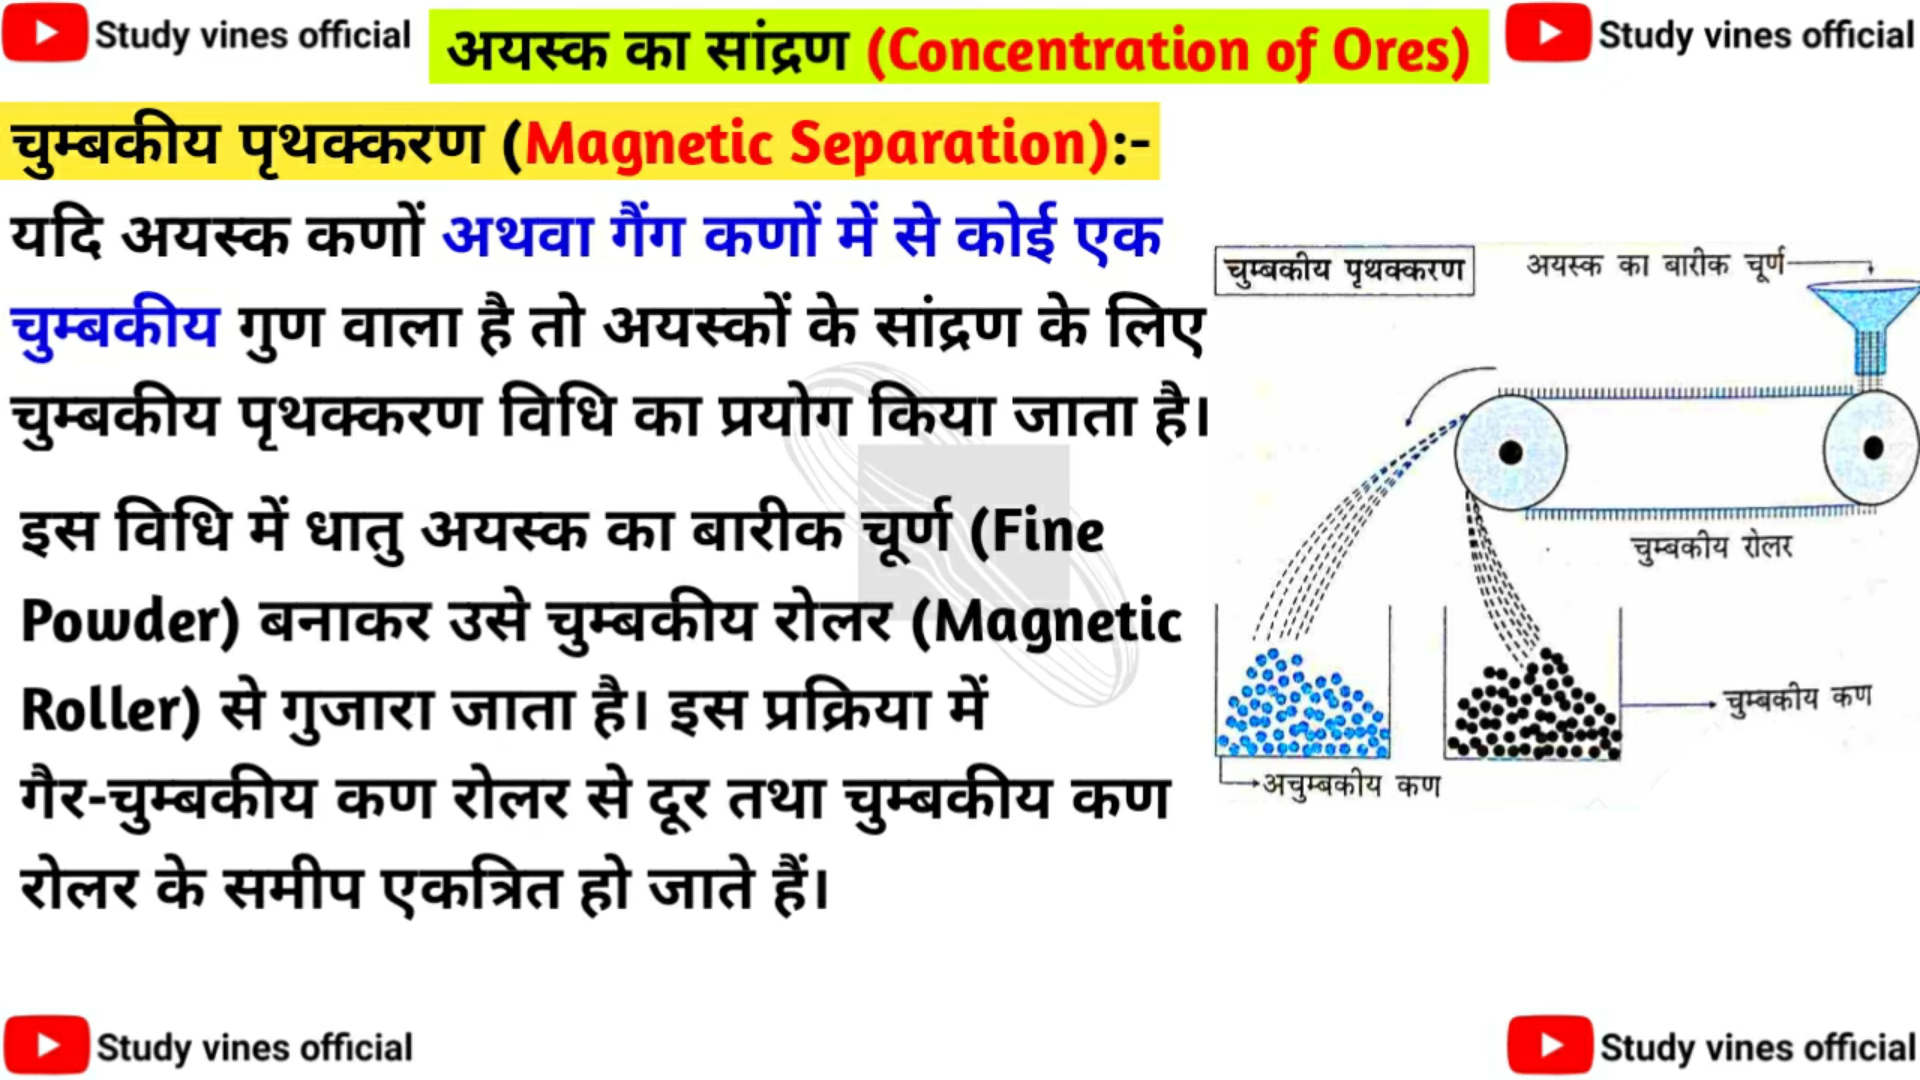 Study vines official
अयस्क का सांद्रण (Concentration of Ores)
Study vines official
चुम्बकीय पृथक्करण (Magnetic Separation):-
यदि अयस्क कणों अथवा गैंग कणों में से कोई एक
चुम्बकीय गुण वाला है तो अयस्कों के सांद्रण के लिए
चुम्बकीय पृथक्करण विधि का प्रयोग किया जाता है।
इस विधि में धातु अयस्क का बारीक चूर्ण (Fine
Powder) बनाकर उसे चुम्बकीय रोलर (Magnetic
Roller) से गुजारा जाता है। इस प्रक्रिया में
गैर-चुम्बकीय कण रोलर से दूर तथा चुम्बकीय कण
रोलर के समीप एकत्रित हो जाते हैं।
चुम्बकीय पृथक्करण
अयस्क का बारीक चूर्ण
चुम्बकीय रोलर
चुम्बकीय कण
अचुम्बकीय कण
Study vines official
Study vines official